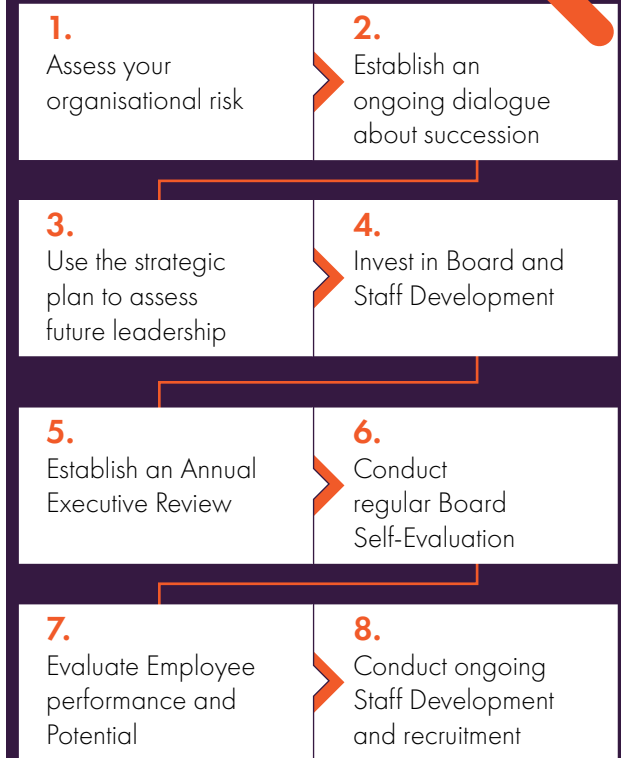 1.
Assess your
organisational risk
2.
Establish an
ongoing dialogue
about succession
3.
Use the strategic
plan to assess
future leadership
4.
Invest in Board and
Staff Development
5.
Establish an Annual
Executive Review
6.
Conduct
regular Board
Self-Evaluation
7.
Evaluate Employee
performance and
Potential
8.
Conduct ongoing
Staff Development
and recruitment